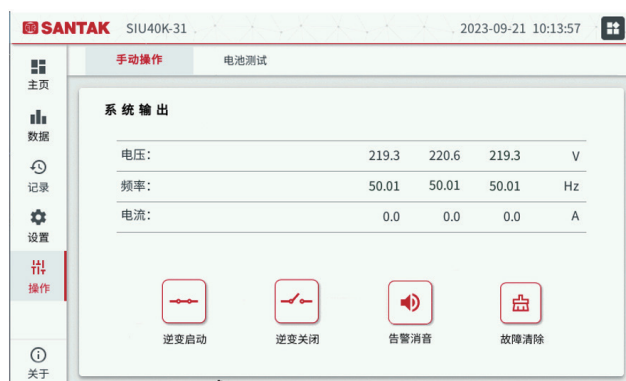 SANTAK SIU40K-31 2023-09-21 10:13:57
手动操作 电池测试
主页
数据
记录
设置
操作
关于
系统输出
电压: 219.3 220.6 219.3 V
频率: 50.01 50.01 50.01 Hz
电流: 0.0 0.0 0.0 A
逆变启动 逆变关闭 告警消音 故障清除